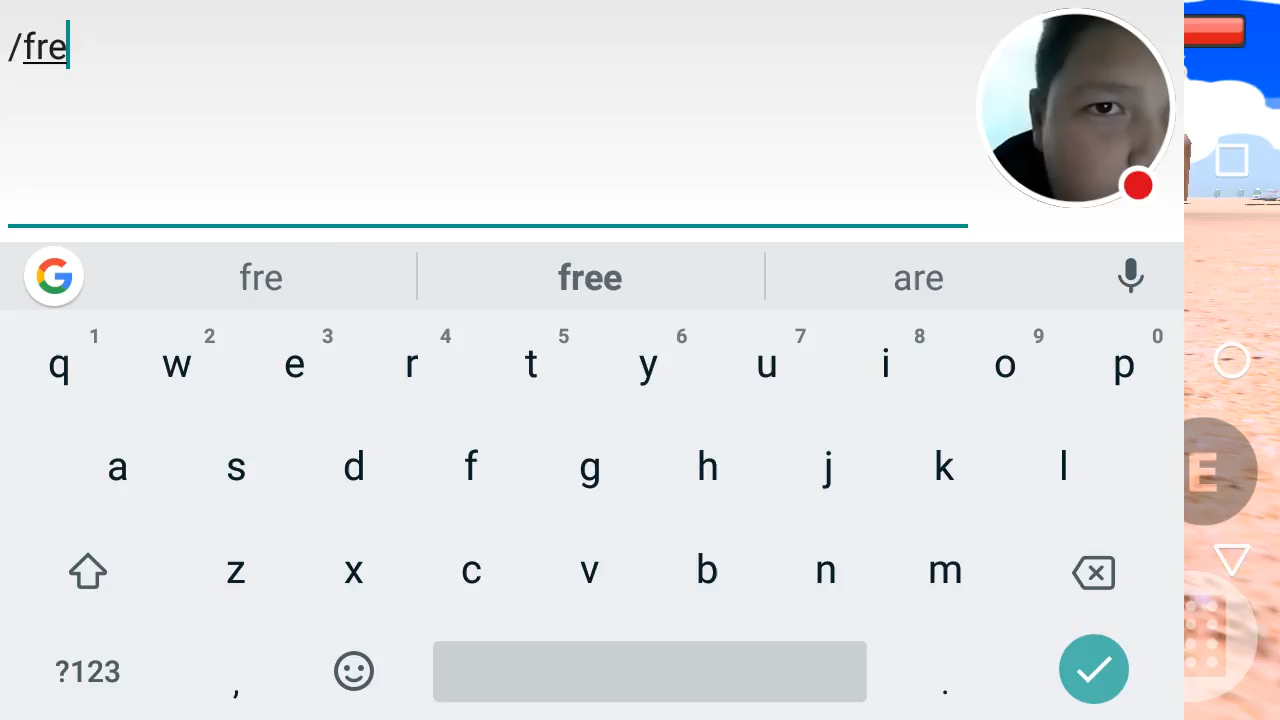 /fre
G fre free are
1 2 3 4 5 6 7 8 9 0
q w e r t y u i o p
a s d f g h j k l
E
z x c v b n m
?123 , .